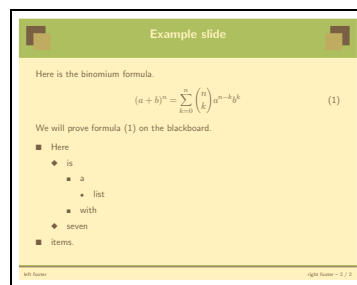 Example slide
Here is the binomium formula.
(a + b)^n = \sum_{k=0}^{n} \binom{n}{k} a^{n-k} b^k (1)
We will prove formula (1) on the blackboard.
■ Here
◆ is
■ a
• list
■ with
◆ seven
■ items.
left footer
right footer – 2 / 2